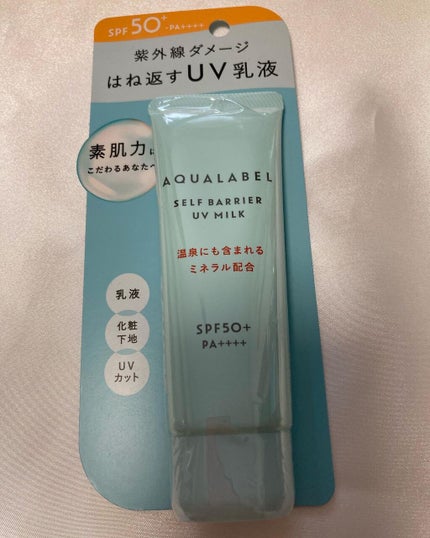 SPF50+・PA++++
紫外線ダメージ
はね返すUV乳液
素肌力
こだわるあなたへ
AQUALABEL
SELF BARRIER
UV MILK
温泉にも含まれる
ミネラル配合
乳液
化粧
下地
UV
カット
SPF50+
PA++++